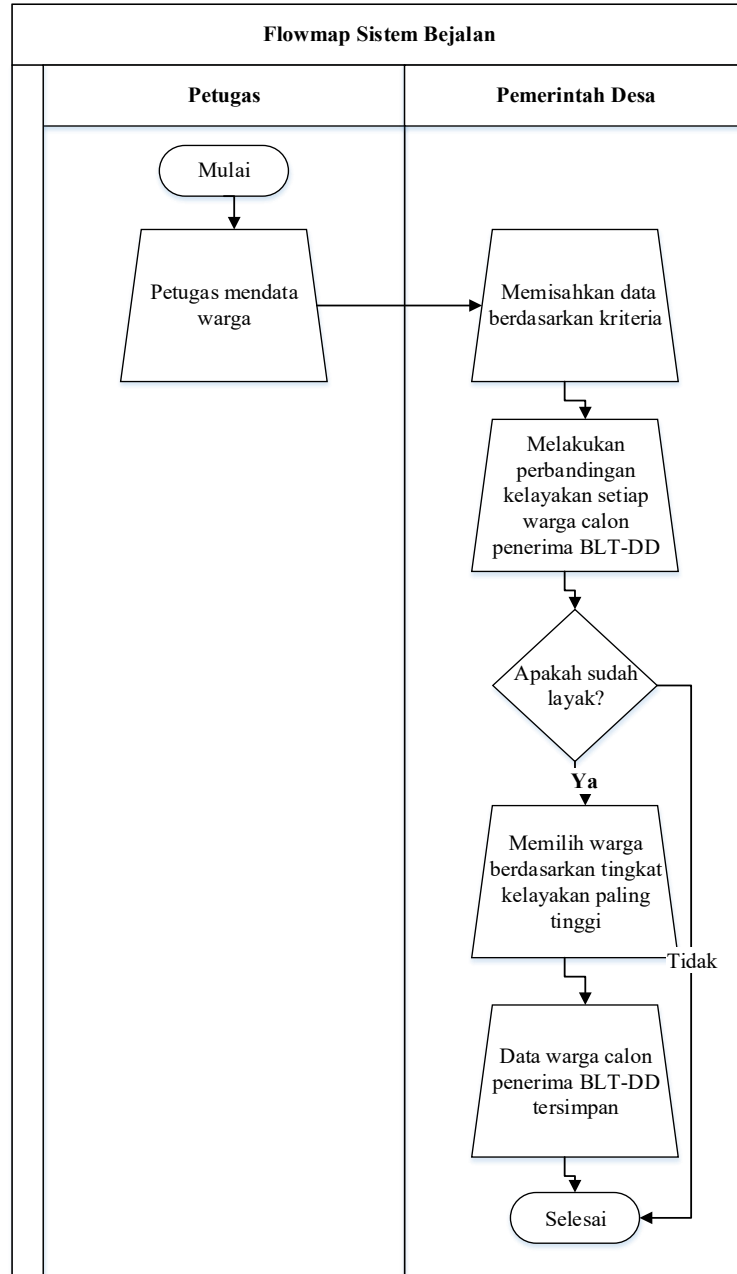 Flowmap Sistem Bejalan
Petugas
Pemerintah Desa
Mulai
Petugas mendata
warga
Memisahkan data
berdasarkan kriteria
Melakukan
perbandingan
kelayakan setiap
warga calon
penerima BLT-DD
Apakah sudah
layak?
Ya
Memilih warga
berdasarkan tingkat
kelayakan paling
tinggi
Tidak
Data warga calon
penerima BLT-DD
tersimpan
Selesai